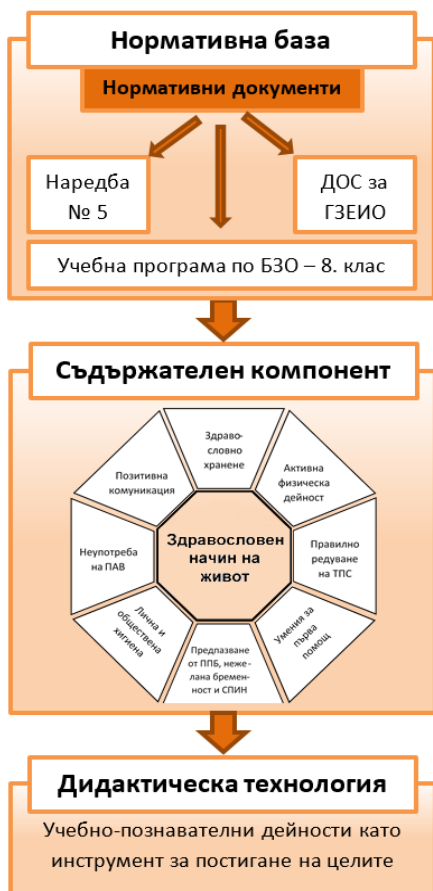 Нормативна база
Нормативни документи
Наредба
№ 5
ДОС за
ГЗЕИО
Учебна програма по БЗО – 8. клас
Съдържателен компонент
Здраво-
словно
хранене
Активна
физическа
дейност
Правилно
редуване
на ТПС
Умения за
първа
помощ
Предпазване
от ППБ, неже-
лана бремен-
ност и СПИН
Лична и
обществена
хигиена
Неупотреба
на ПАВ
Позитивна
комуникация
Здравословен
начин на
живот
Дидактическа технология
Учебно-познавателни дейности като
инструмент за постигане на целите